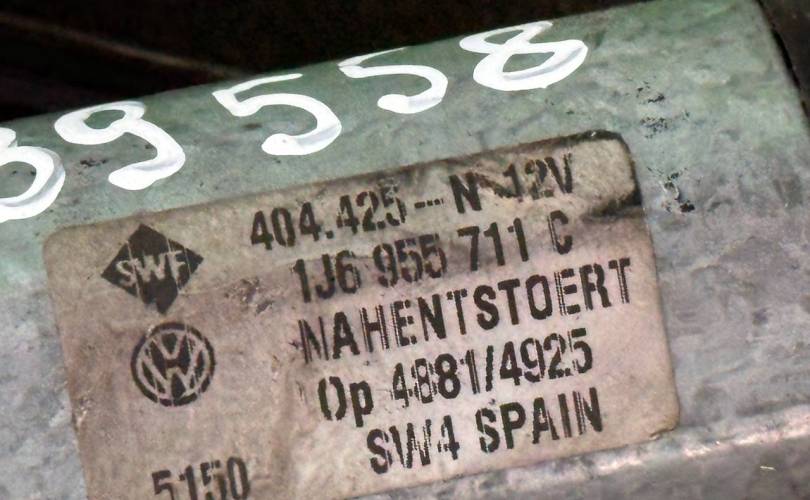 39558
SWF
404.425-- N 12V
1J6 955 711 C
NAHENTSTOERT
Op 4881/4925
SW4 SPAIN
5150